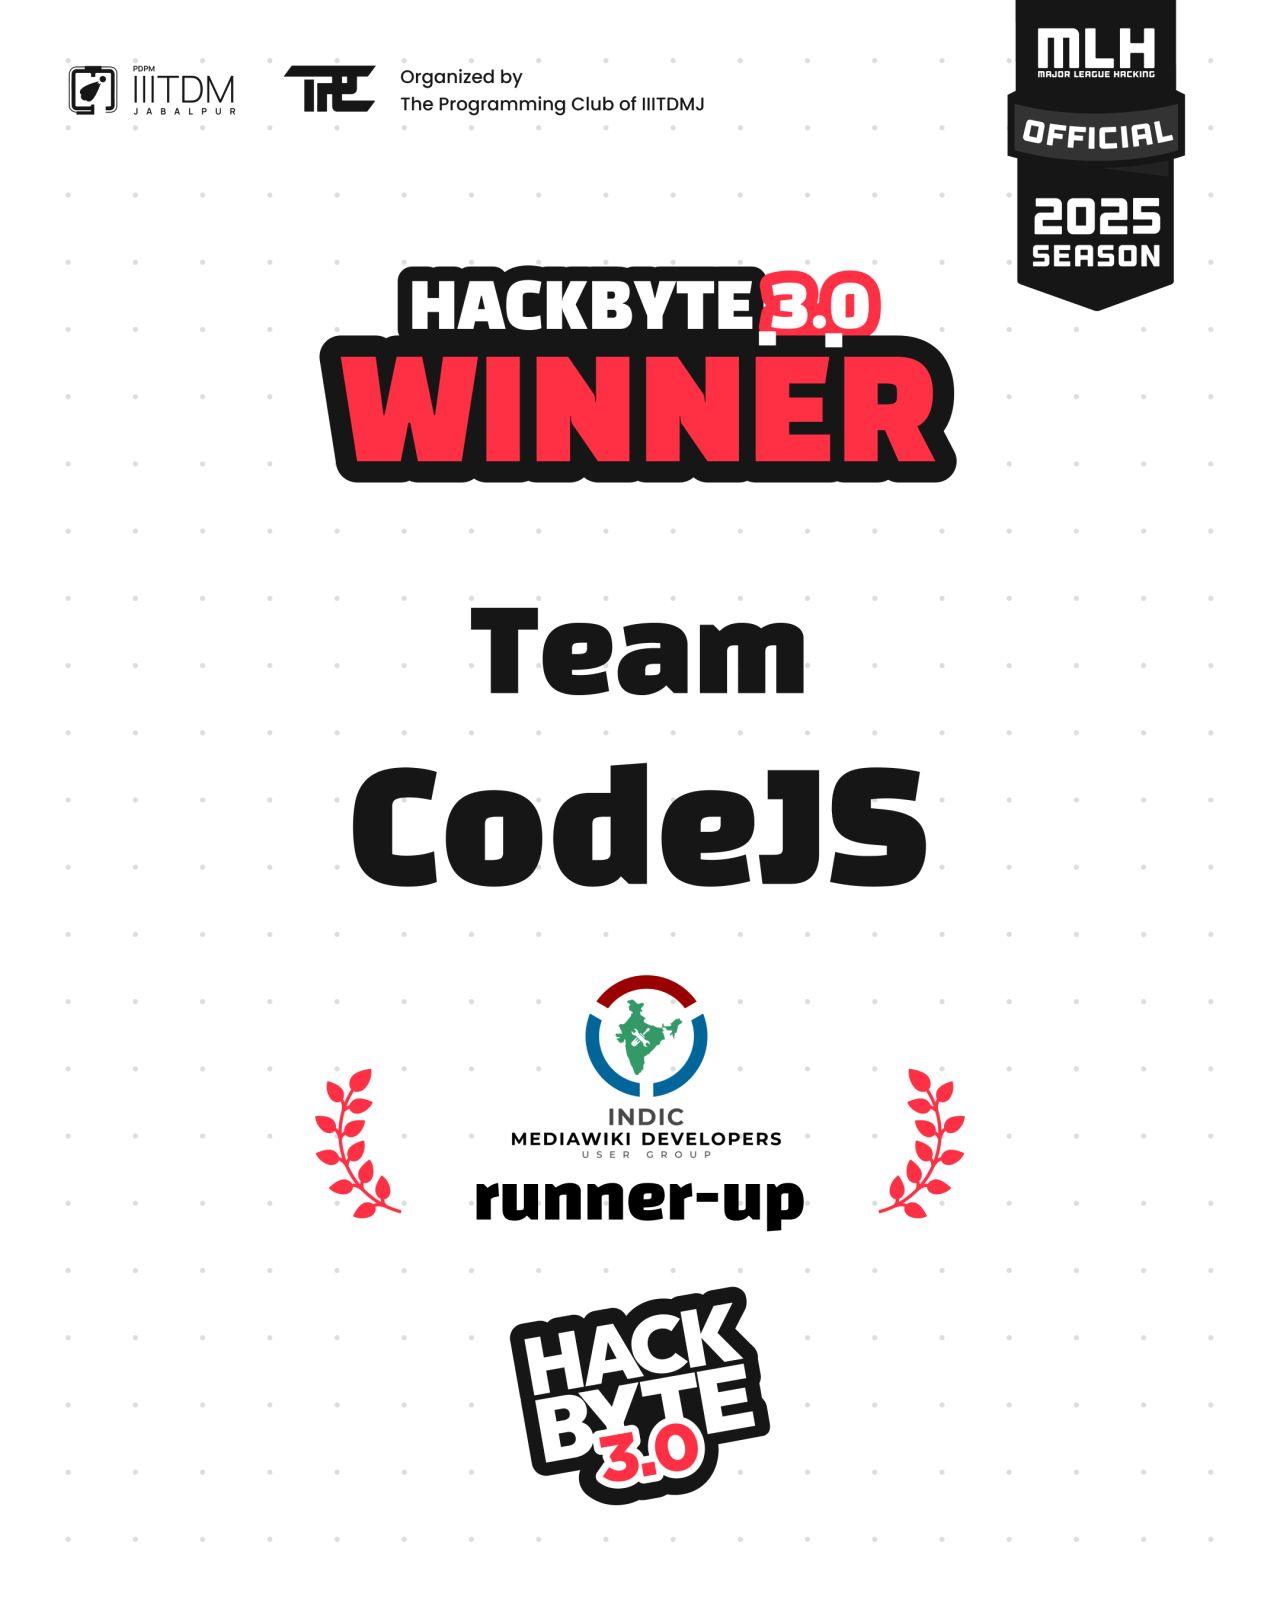 PDPM
IIITDM
JABALPUR
TPC
Organized by
The Programming Club of IIITDMJ
MLH
MAJOR LEAGUE HACKING
OFFICIAL
2025
SEASON
HACKBYTE 3.0
WINNER
Team
CodeJS
INDIC
MEDIAWIKI DEVELOPERS
USER GROUP
runner-up
HACK
BYTE
3.0